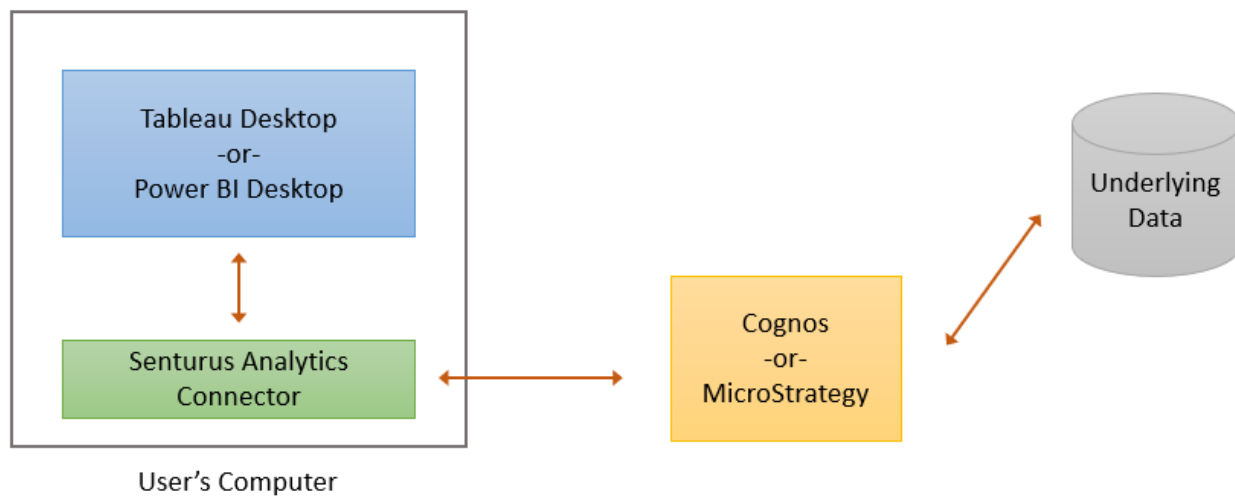 Tableau Desktop
-or-
Power BI Desktop
Senturus Analytics
Connector
User’s Computer
Cognos
-or-
MicroStrategy
Underlying
Data